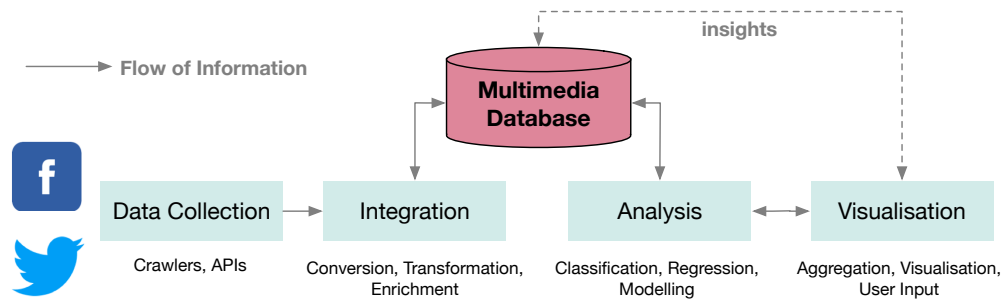 insights
Flow of Information
Multimedia
Database
f
Data Collection
Integration
Analysis
Visualisation
Crawlers, APIs
Conversion, Transformation,
Enrichment
Classification, Regression,
Modelling
Aggregation, Visualisation,
User Input